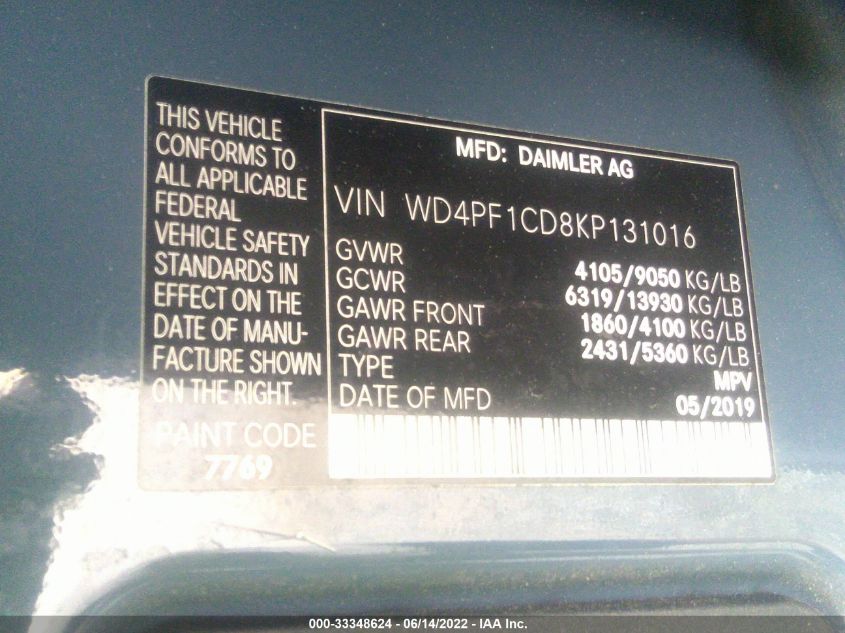 THIS VEHICLE
CONFORMS TO
ALL APPLICABLE
FEDERAL
VEHICLE SAFETY
STANDARDS IN
EFFECT ON THE
DATE OF MANU-
FACTURE SHOWN
ON THE RIGHT.
PAINT CODE
7769
MFD: DAIMLER AG
VIN WD4PF1CD8KP131016
GVWR 4105/9050 KG/LB
GCWR 6319/13930 KG/LB
GAWR FRONT 1860/4100 KG/LB
GAWR REAR 2431/5360 KG/LB
TYPE MPV
DATE OF MFD 05/2019
000-33348624 - 06/14/2022 - IAA Inc.